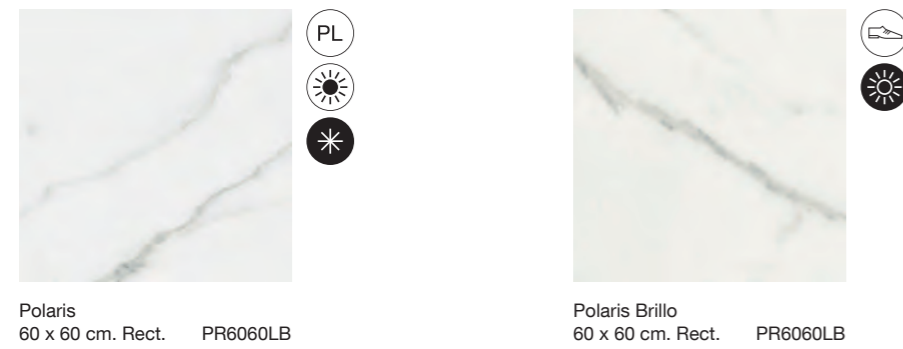 PL
Polaris
60 x 60 cm. Rect. PR6060LB
Polaris Brillo
60 x 60 cm. Rect. PR6060LB